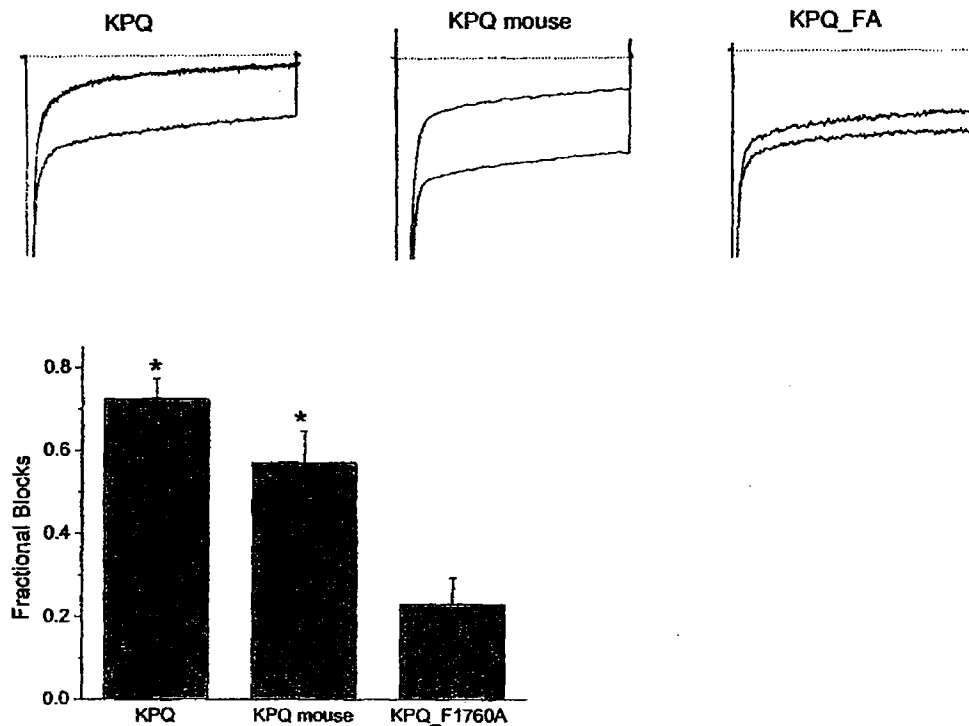 KPQ
KPQ mouse
KPQ_FA
Fractional Blocks
0.8
0.6
0.4
0.2
0.0
*
*
KPQ
KPQ mouse
KPQ_F1760A